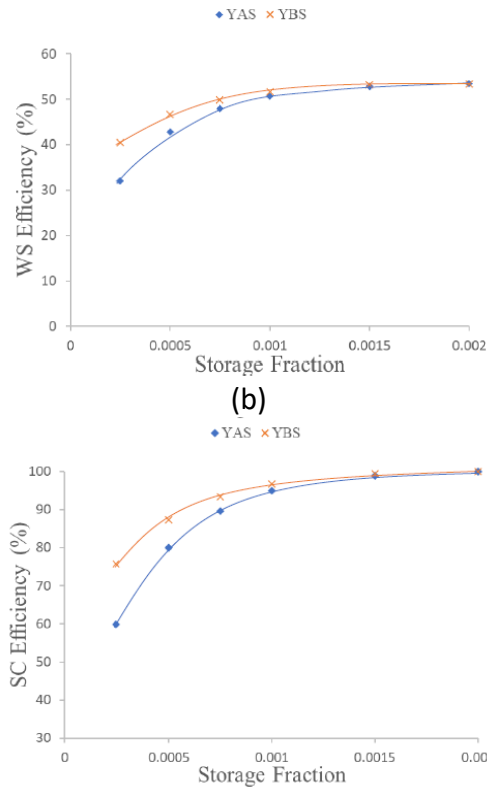 YAS YBS
60
50
40
30
20
10
0
0 0.0005 0.001 0.0015 0.002
WS Efficiency (%)
Storage Fraction
(b)
YAS YBS
100
90
80
70
60
50
40
30
0 0.0005 0.001 0.0015 0.00
SC Efficiency (%)
Storage Fraction